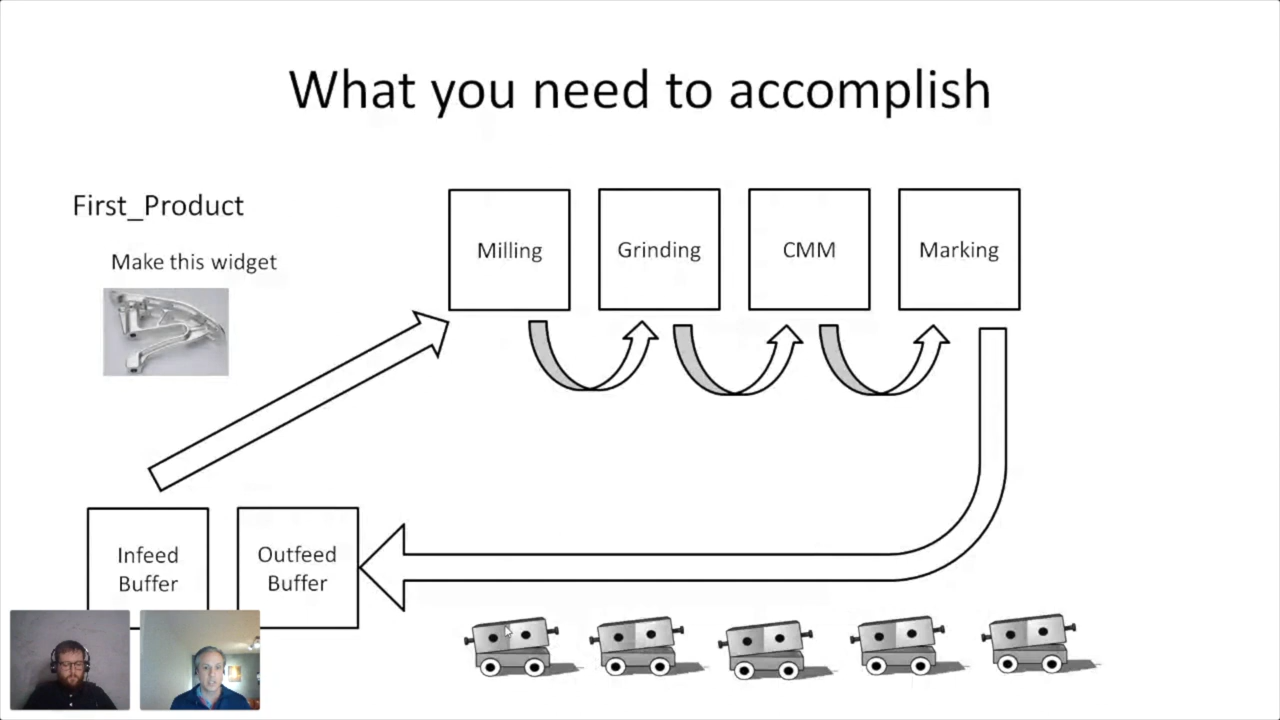 What you need to accomplish
First_Product
Make this widget
Milling
Grinding
CMM
Marking
Infeed
Buffer
Outfeed
Buffer